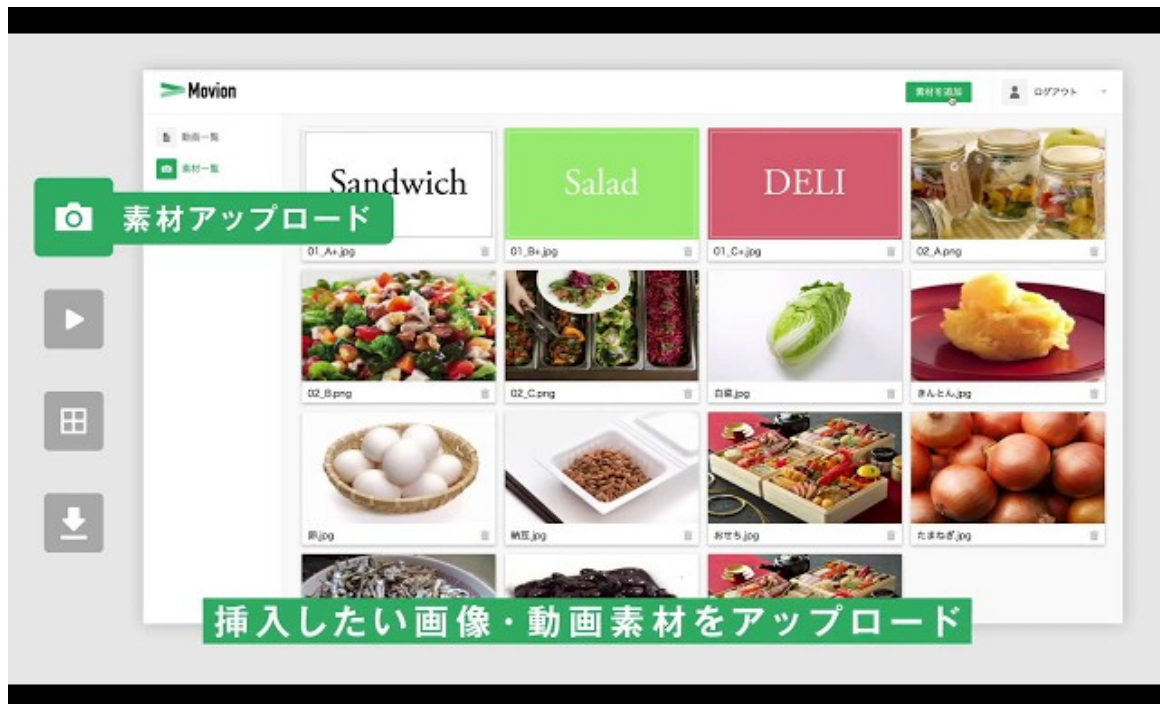 Movion
素材を追加
ログアウト
動画一覧
素材一覧
素材アップロード
Sandwich
Salad
DELI
01_A+.jpg
01_B+.jpg
01_C+.jpg
02_A.png
02_B.png
02_C.png
白菜.jpg
きんとん.jpg
卵.jpg
納豆.jpg
おせち.jpg
たまねぎ.jpg
挿入したい画像・動画素材をアップロード